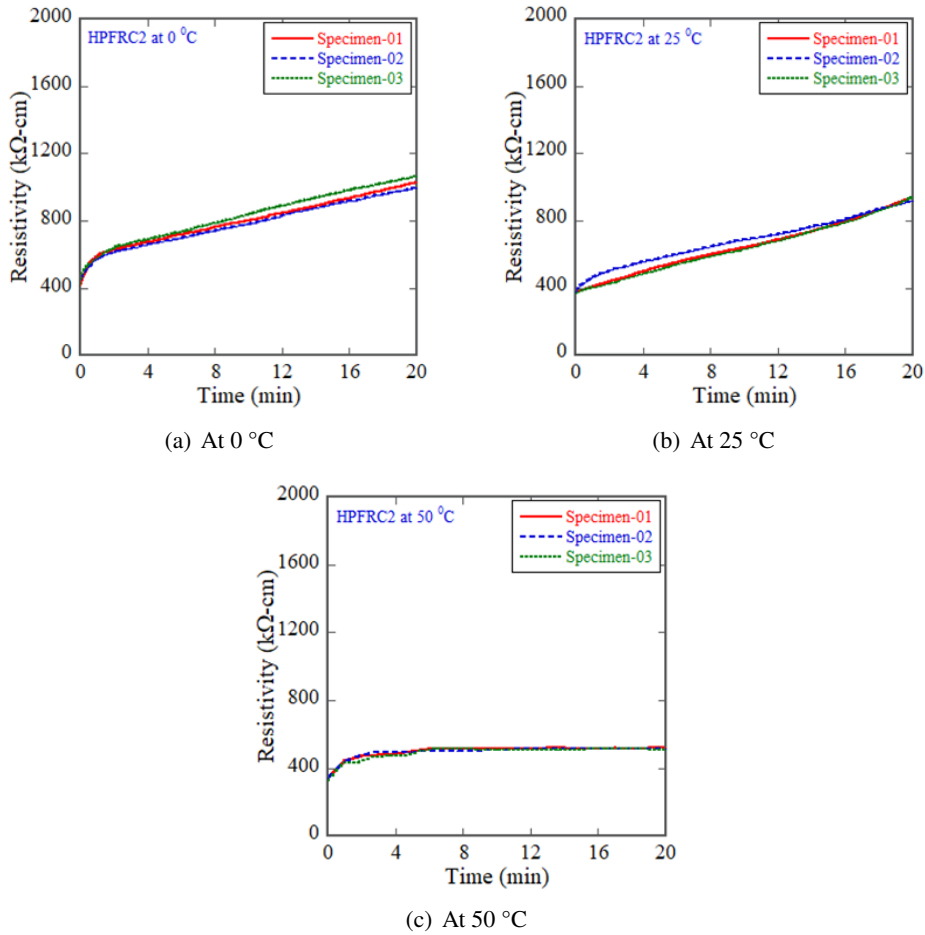 2000
1600
1200
800
400
0
Resistivity (kΩ-cm)
HPFRC2 at 0 ⁰C
Specimen-01
Specimen-02
Specimen-03
0 4 8 12 16 20
Time (min)
(a) At 0 °C
2000
1600
1200
800
400
0
Resistivity (kΩ-cm)
HPFRC2 at 25 ⁰C
Specimen-01
Specimen-02
Specimen-03
0 4 8 12 16 20
Time (min)
(b) At 25 °C
2000
1600
1200
800
400
0
Resistivity (kΩ-cm)
HPFRC2 at 50 ⁰C
Specimen-01
Specimen-02
Specimen-03
0 4 8 12 16 20
Time (min)
(c) At 50 °C